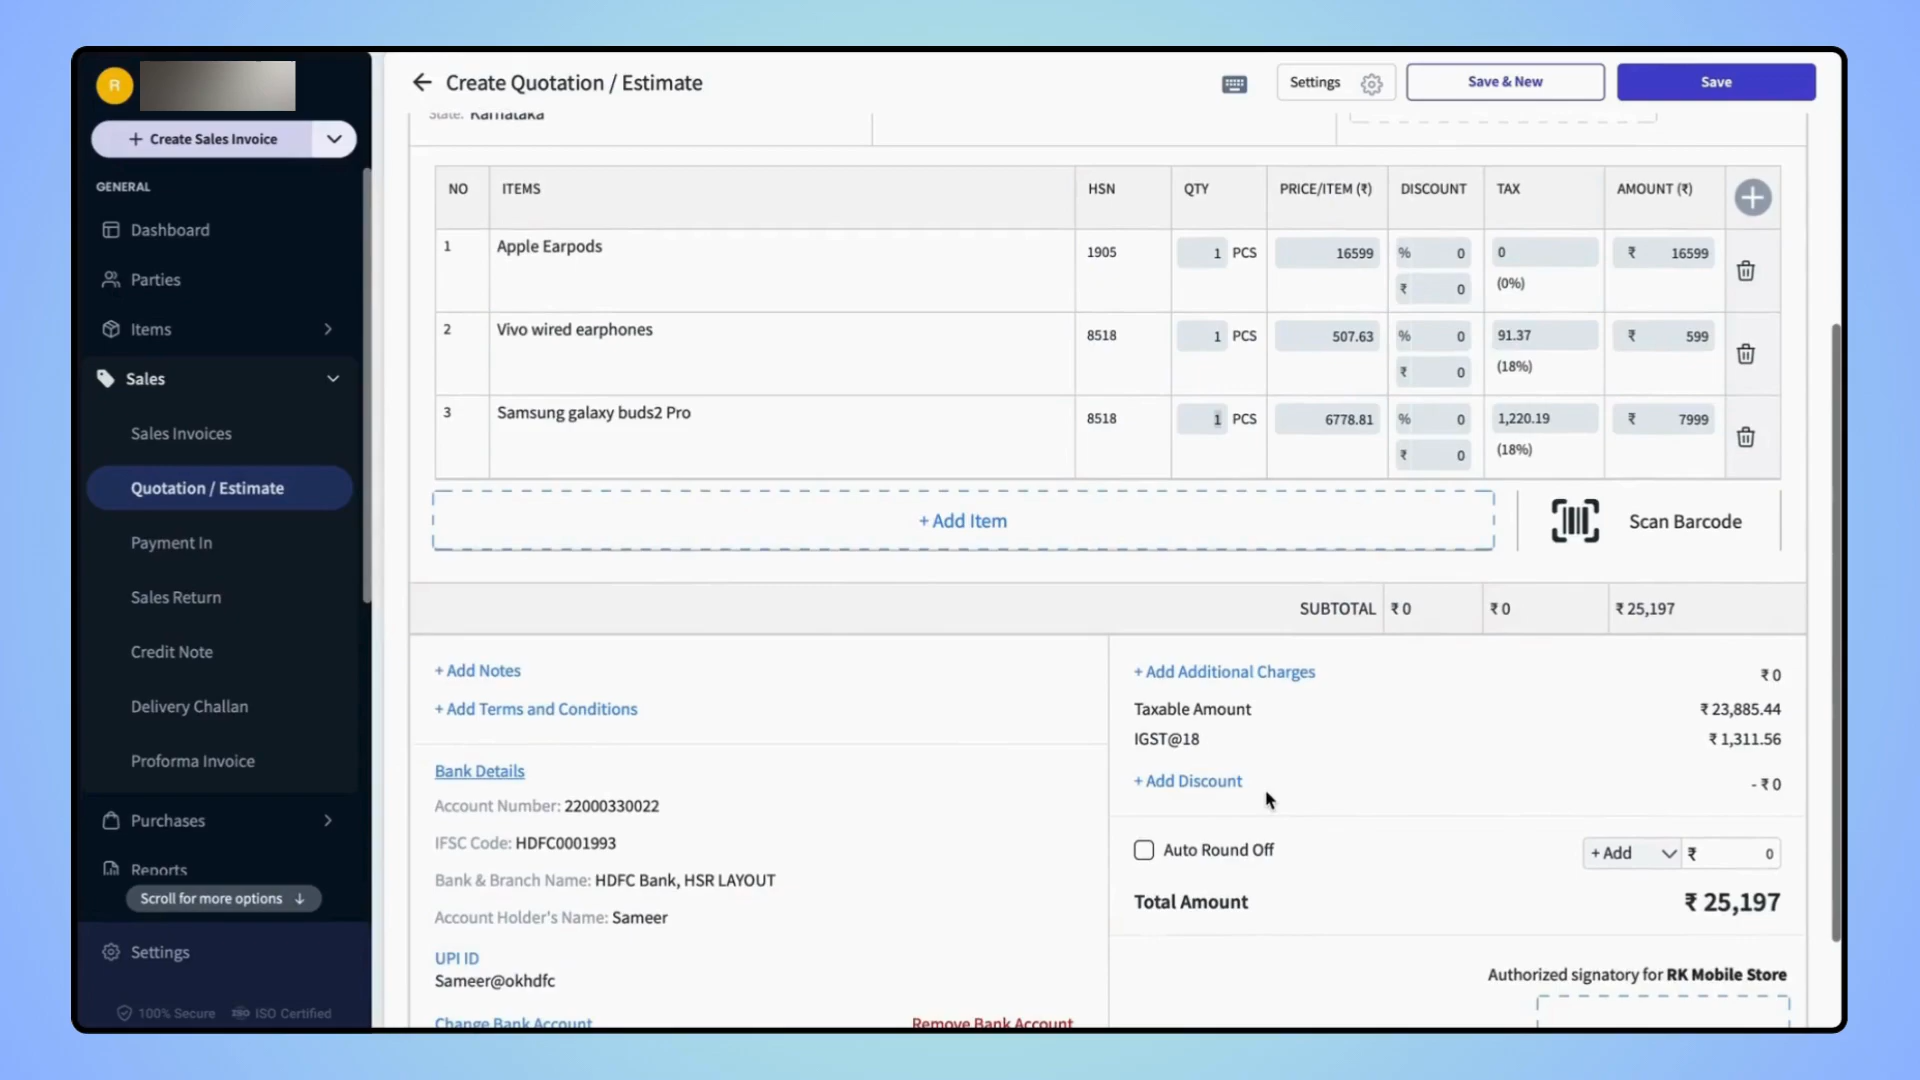 R
+ Create Sales Invoice
GENERAL
Dashboard
Parties
Items
Sales
Sales Invoices
Quotation / Estimate
Payment In
Sales Return
Credit Note
Delivery Challan
Proforma Invoice
Purchases
Reports
Scroll for more options ↓
Settings
100% Secure ISO ISO Certified
← Create Quotation / Estimate
Settings
Save & New
Save
State: Karnataka
NO ITEMS HSN QTY PRICE/ITEM (₹) DISCOUNT TAX AMOUNT (₹)
1 Apple Earpods 1905 1 PCS 16599 % 0 0 ₹ 16599
₹ 0 (0%)
2 Vivo wired earphones 8518 1 PCS 507.63 % 0 91.37 ₹ 599
₹ 0 (18%)
3 Samsung galaxy buds2 Pro 8518 1 PCS 6778.81 % 0 1,220.19 ₹ 7999
₹ 0 (18%)
+ Add Item
Scan Barcode
SUBTOTAL ₹ 0 ₹ 0 ₹ 25,197
+ Add Notes
+ Add Terms and Conditions
Bank Details
Account Number: 22000330022
IFSC Code: HDFC0001993
Bank & Branch Name: HDFC Bank, HSR LAYOUT
Account Holder's Name: Sameer
UPI ID
Sameer@okhdfc
Change Bank Account Remove Bank Account
+ Add Additional Charges ₹ 0
Taxable Amount ₹ 23,885.44
IGST@18 ₹ 1,311.56
+ Add Discount - ₹ 0
Auto Round Off + Add ₹ 0
Total Amount ₹ 25,197
Authorized signatory for RK Mobile Store